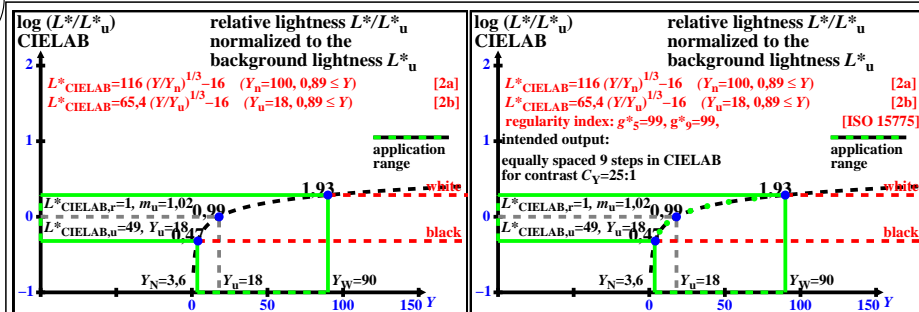 log (L*/L*u)
CIELAB
relative lightness L*/L*u
normalized to the
background lightness L*u
L*CIELAB=116 (Y/Yn)1/3–16 (Yn=100, 0,89 ≤ Y) [2a]
L*CIELAB=65,4 (Y/Yu)1/3–16 (Yu=18, 0,89 ≤ Y) [2b]
application
range
2
1
0
–1
1,93
white
L*CIELAB,r=1, mu=1,02
0,99
L*CIELAB,u=49, Yu=18
0,47
black
YN=3,6
Yu=18
YW=90
0
50
100
150
Y
log (L*/L*u)
CIELAB
relative lightness L*/L*u
normalized to the
background lightness L*u
L*CIELAB=116 (Y/Yn)1/3–16 (Yn=100, 0,89 ≤ Y) [2a]
L*CIELAB=65,4 (Y/Yu)1/3–16 (Yu=18, 0,89 ≤ Y) [2b]
regularity index: g*5=99, g*9=99, [ISO 15775]
intended output:
equally spaced 9 steps in CIELAB
for contrast CY=25:1
application
range
2
1
0
–1
1,93
white
L*CIELAB,r=1, mu=1,02
0,99
L*CIELAB,u=49, Yu=18
0,47
black
YN=3,6
Yu=18
YW=90
0
50
100
150
Y